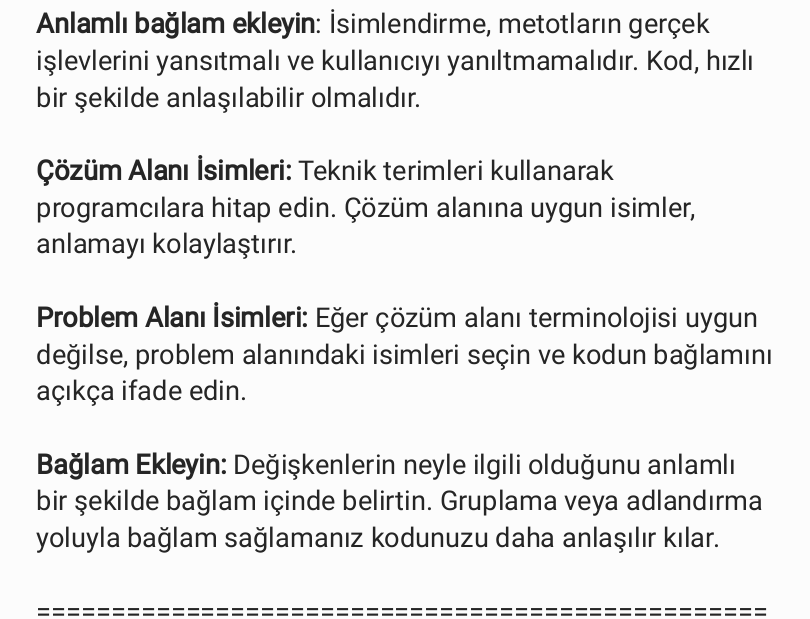 Anlamlı bağlam ekleyin: İsimlendirme, metotların gerçek
işlevlerini yansıtmalı ve kullanıcıyı yanıltmamalıdır. Kod, hızlı
bir şekilde anlaşılabilir olmalıdır.
Çözüm Alanı İsimleri: Teknik terimleri kullanarak
programcılara hitap edin. Çözüm alanına uygun isimler,
anlamayı kolaylaştırır.
Problem Alanı İsimleri: Eğer çözüm alanı terminolojisi uygun
değilse, problem alanındaki isimleri seçin ve kodun bağlamını
açıkça ifade edin.
Bağlam Ekleyin: Değişkenlerin neyle ilgili olduğunu anlamlı
bir şekilde bağlam içinde belirtin. Gruplama veya adlandırma
yoluyla bağlam sağlamanız kodunuzu daha anlaşılır kılar.
=================================================